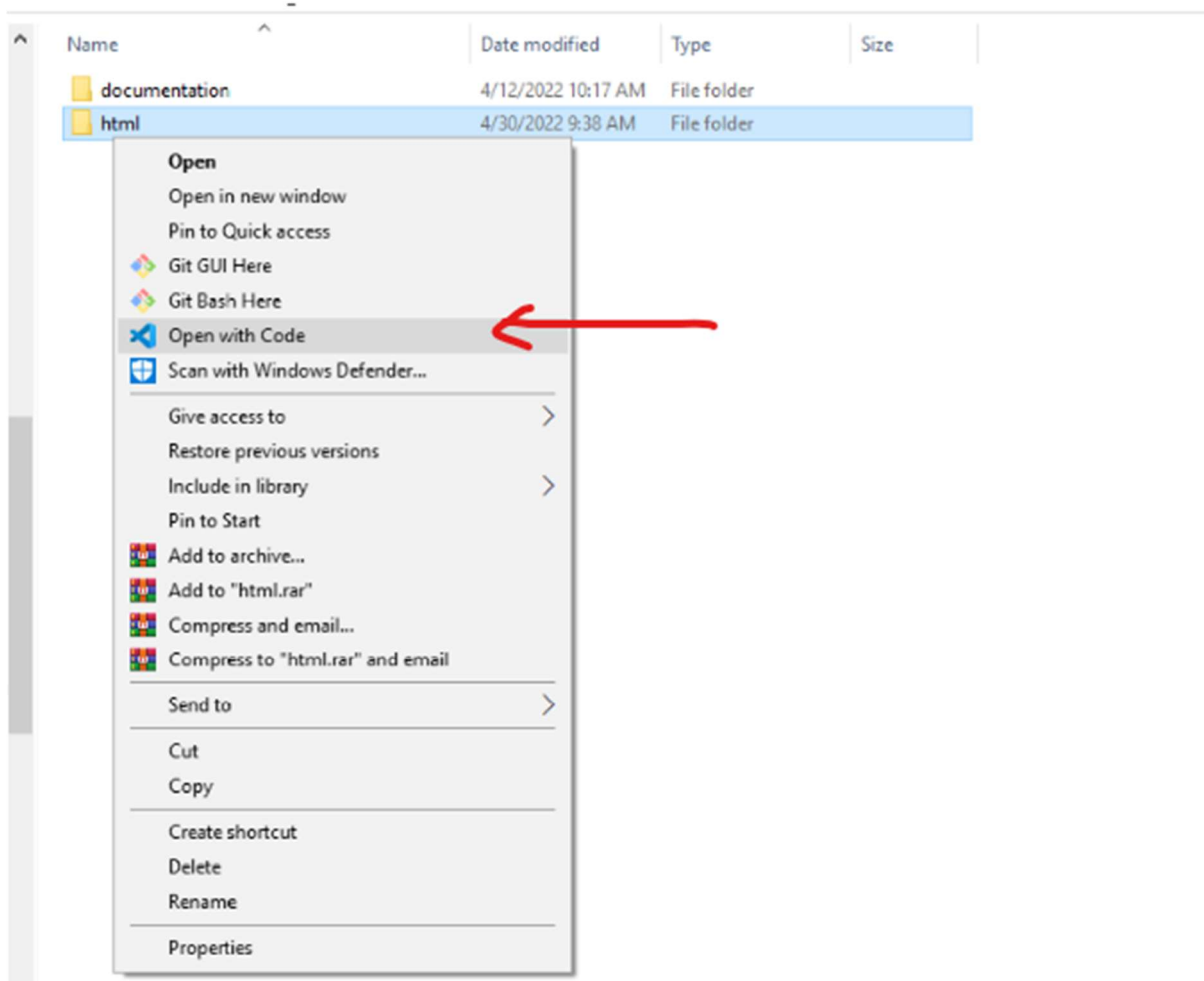 Name Date modified Type Size
documentation 4/12/2022 10:17 AM File folder
html 4/30/2022 9:38 AM File folder
Open
Open in new window
Pin to Quick access
Git GUI Here
Git Bash Here
Open with Code
Scan with Windows Defender...
Give access to
Restore previous versions
Include in library
Pin to Start
Add to archive...
Add to "html.rar"
Compress and email...
Compress to "html.rar" and email
Send to
Cut
Copy
Create shortcut
Delete
Rename
Properties